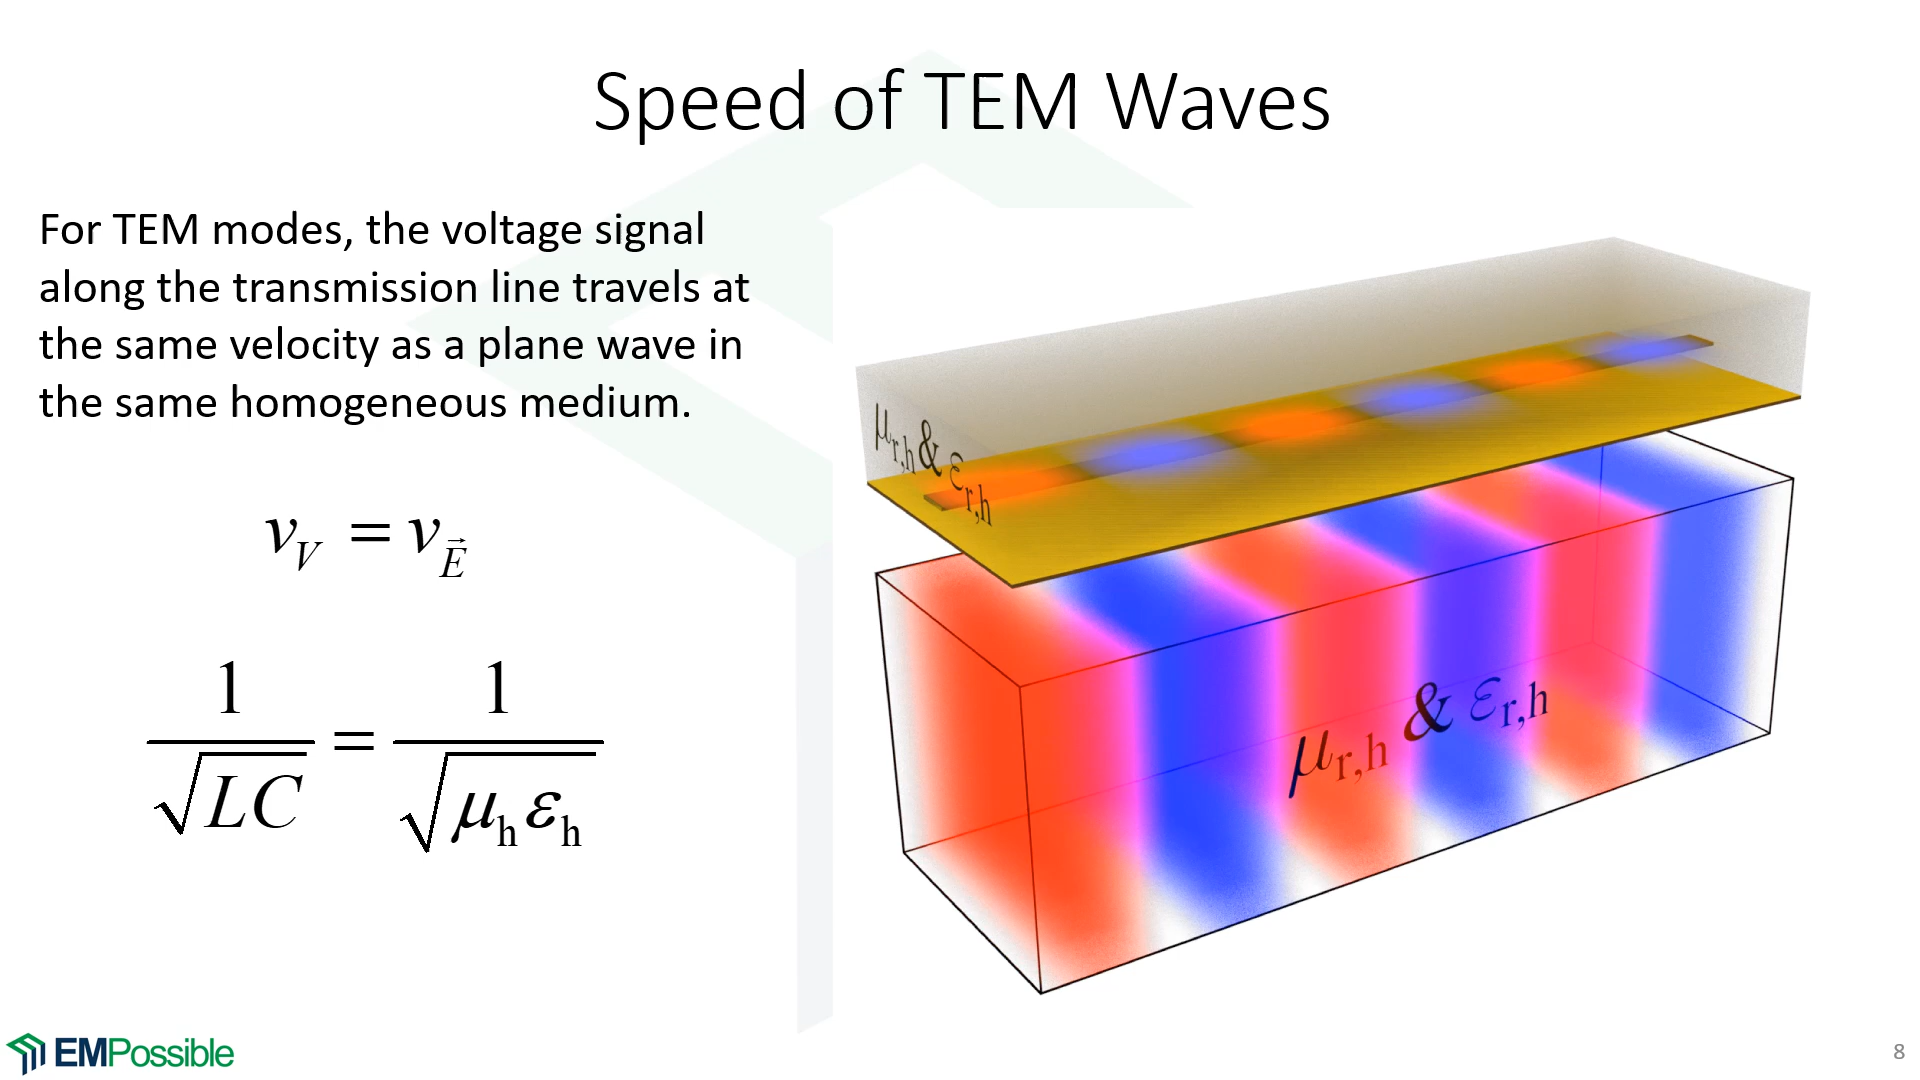 Speed of TEM Waves
For TEM modes, the voltage signal
along the transmission line travels at
the same velocity as a plane wave in
the same homogeneous medium.
v_V = v_E⃗
1/√(LC) = 1/√(μ_h ε_h)
μ_r,h & ε_r,h
μ_r,h & ε_r,h
EMPossible
8